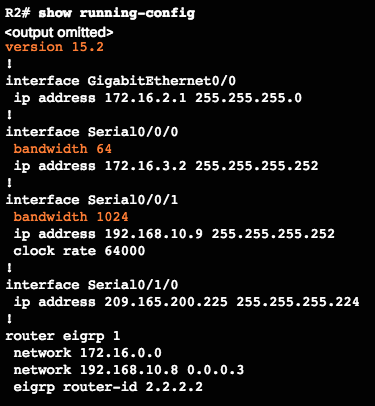 R2# show running-config
<output omitted>
version 15.2
!
interface GigabitEthernet0/0
ip address 172.16.2.1 255.255.255.0
!
interface Serial0/0/0
bandwidth 64
ip address 172.16.3.2 255.255.255.252
!
interface Serial0/0/1
bandwidth 1024
ip address 192.168.10.9 255.255.255.252
clock rate 64000
!
interface Serial0/1/0
ip address 209.165.200.225 255.255.255.224
!
router eigrp 1
network 172.16.0.0
network 192.168.10.8 0.0.0.3
eigrp router-id 2.2.2.2